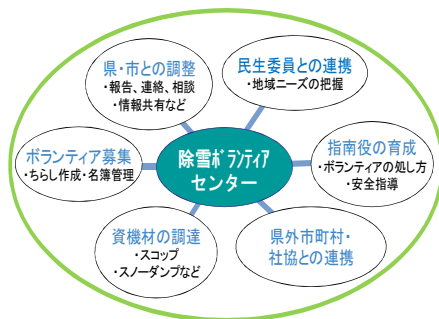 県・市との調整
・報告、連絡、相談
・情報共有など
民生委員との連携
・地域ニーズの把握
ボランティア募集
・ちらし作成・名簿管理
除雪ボランティア
センター
指南役の育成
・ボランティアの処し方
・安全指導
資機材の調達
・スコップ
・スノーダンプなど
県外市町村・
社協との連携